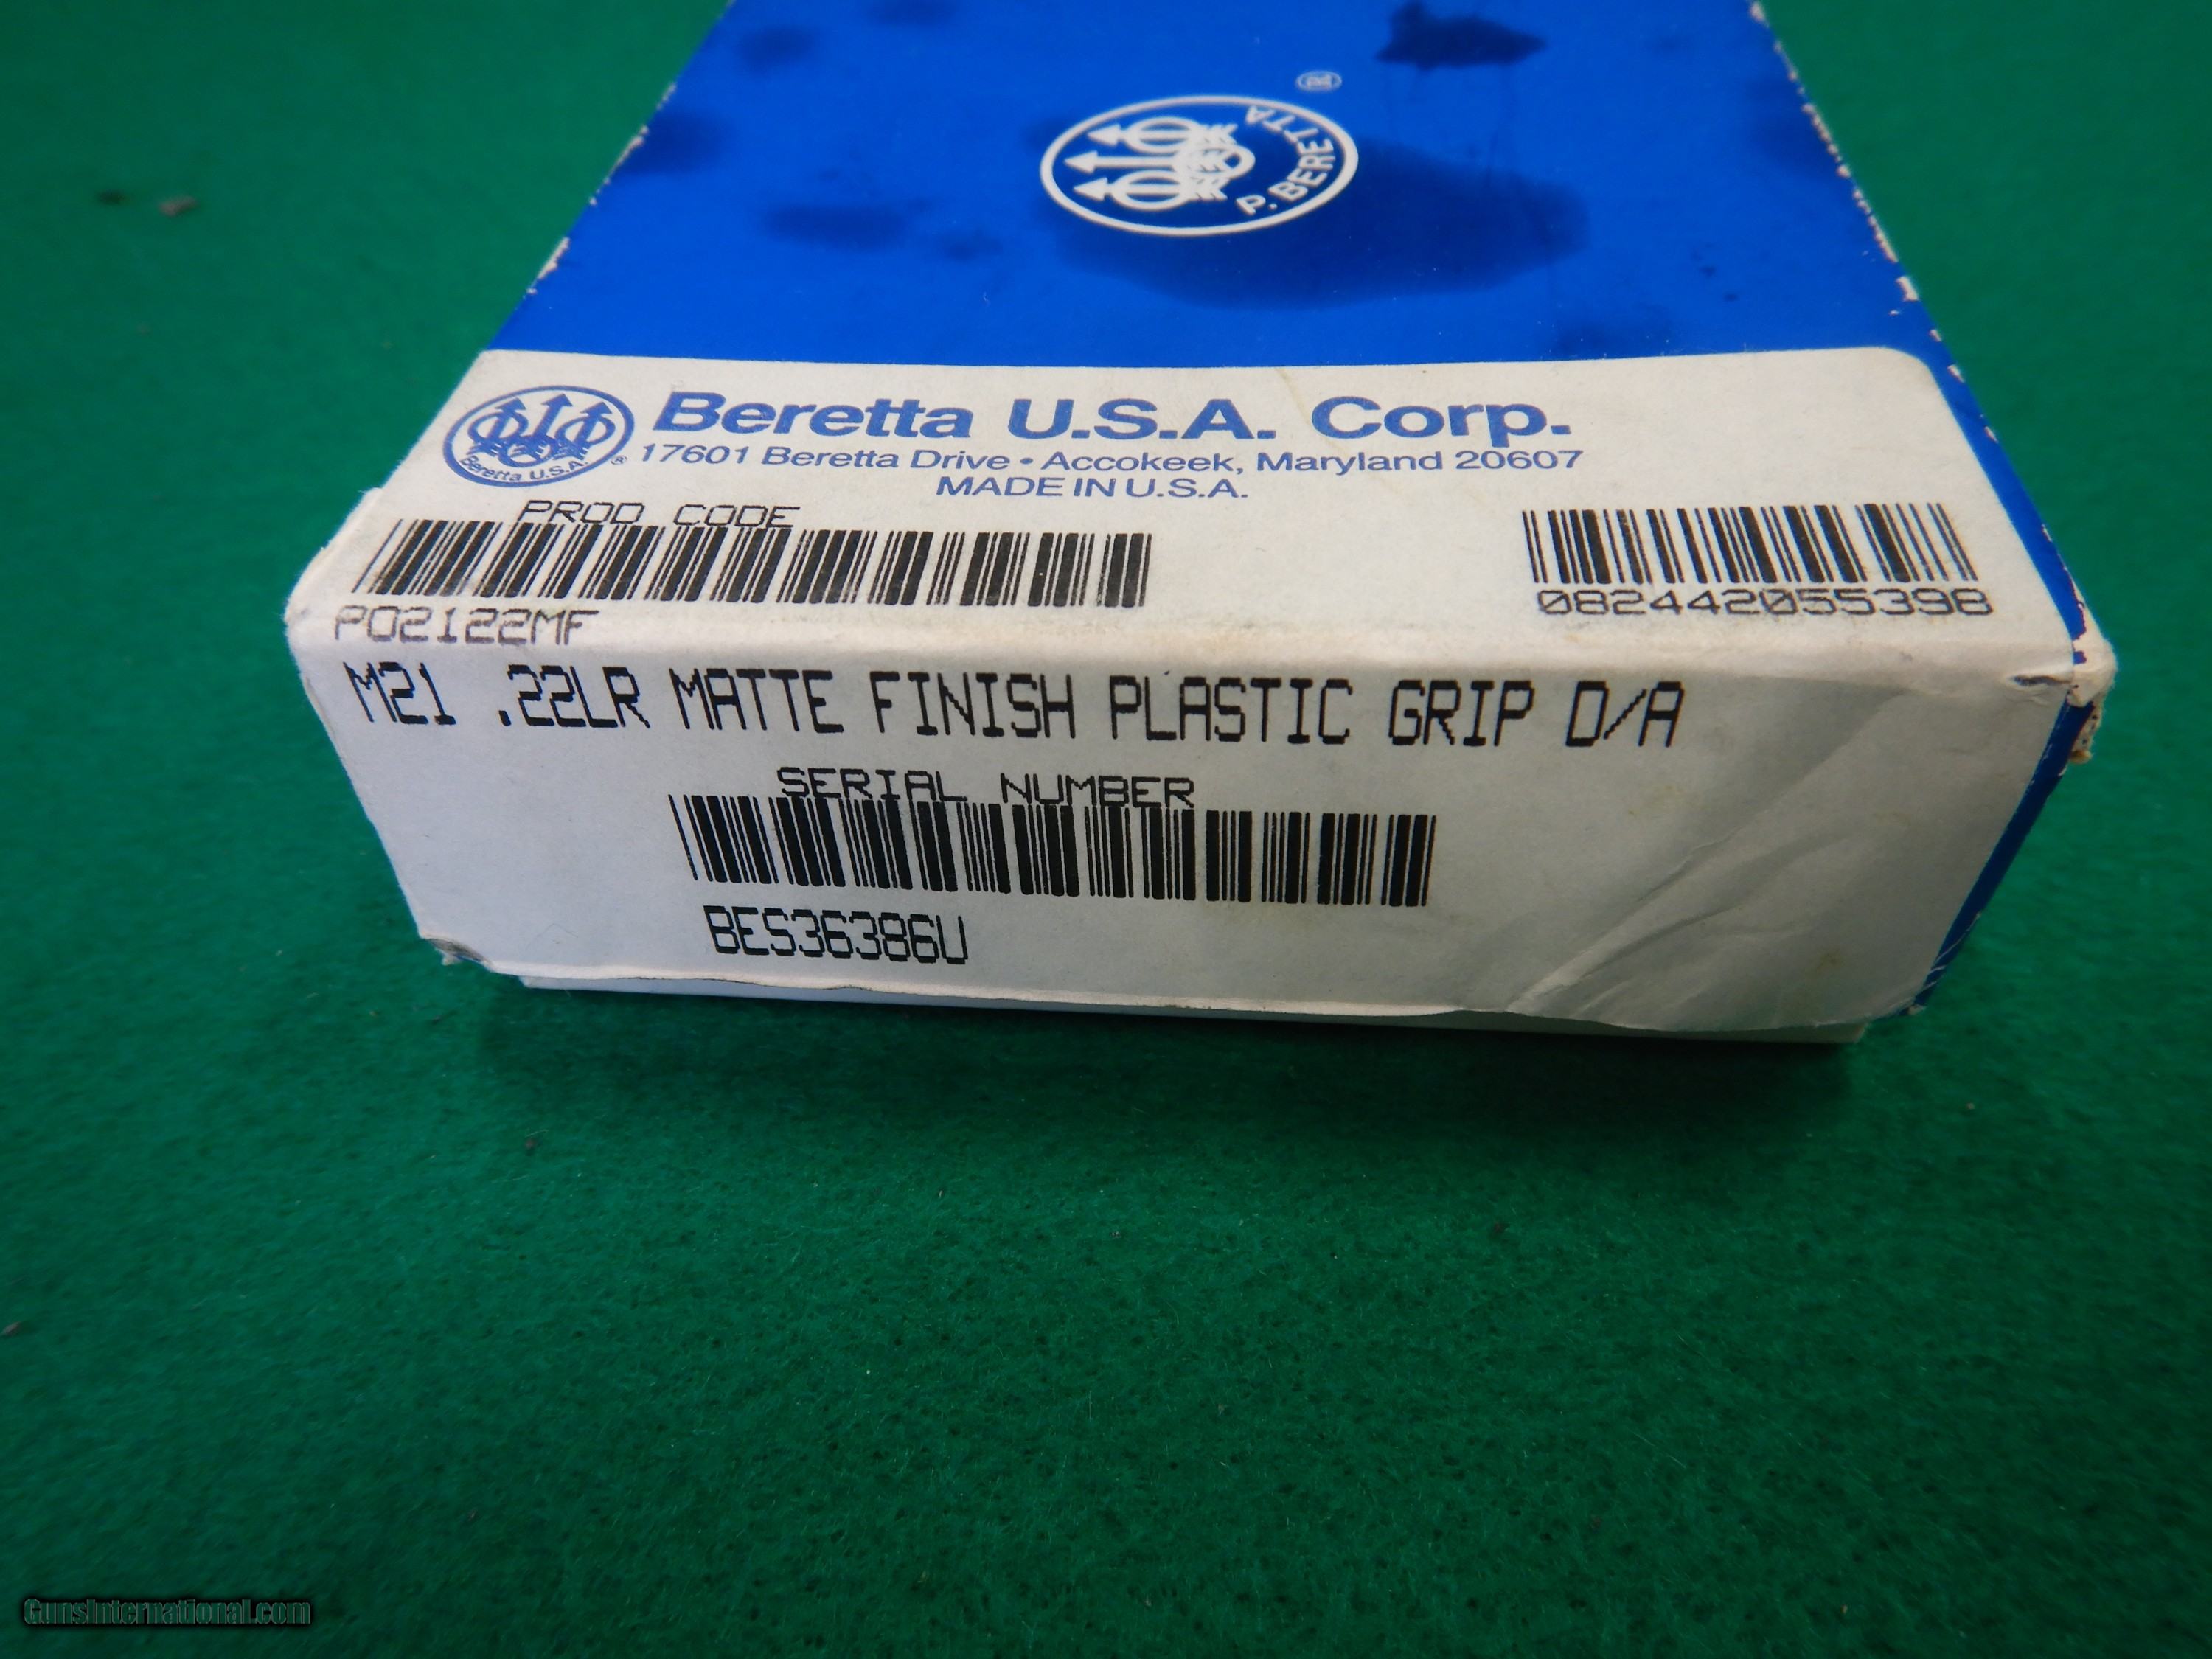 ®
P. BERETTA
Beretta U.S.A. Corp.
Beretta U.S.A. ®
17601 Beretta Drive • Accokeek, Maryland 20607
MADE IN U.S.A.
PROD CODE
PO2122MF
082442055398
M21 .22LR MATTE FINISH PLASTIC GRIP D/A
SERIAL NUMBER
BES36386U
GunsInternational.com